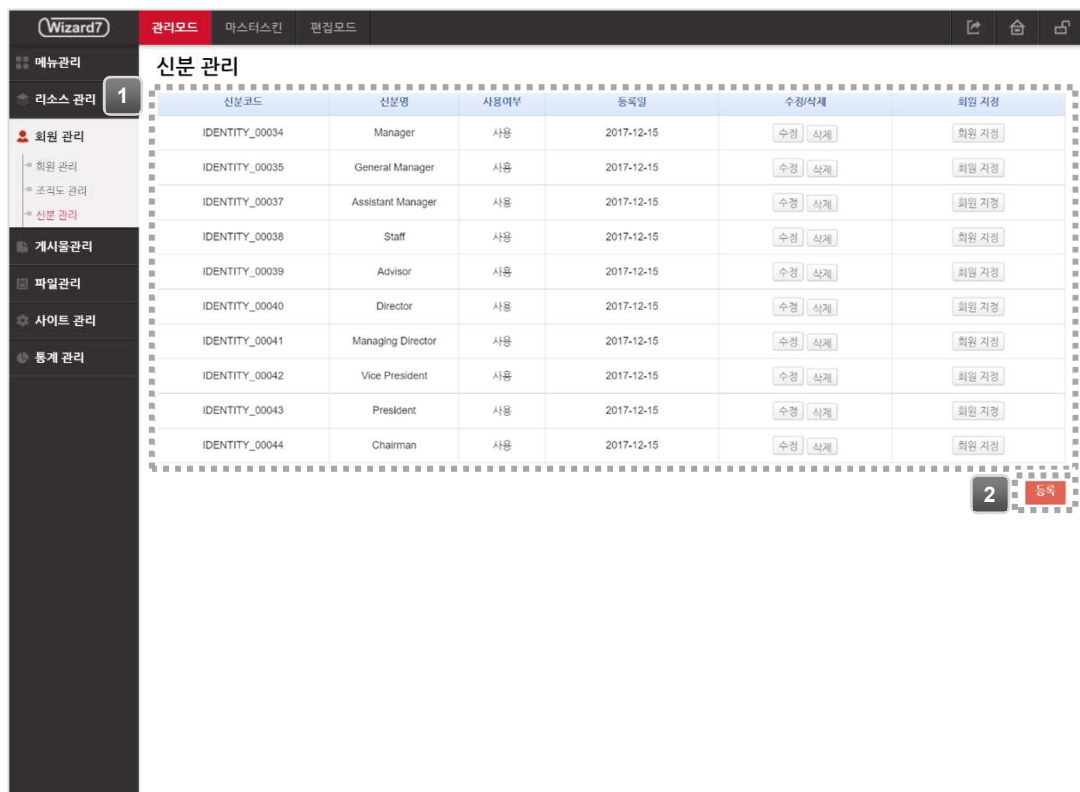 Wizard7 관리모드 마스터스킨 편집모드
메뉴관리
리소스 관리
회원 관리
회원 관리
조직도 관리
신분 관리
게시물관리
파일관리
사이트 관리
통계 관리
신분 관리
1
신분코드 신분명 사용여부 등록일 수정/삭제 회원 지정
IDENTITY_00034 Manager 사용 2017-12-15 수정 삭제 회원 지정
IDENTITY_00035 General Manager 사용 2017-12-15 수정 삭제 회원 지정
IDENTITY_00037 Assistant Manager 사용 2017-12-15 수정 삭제 회원 지정
IDENTITY_00038 Staff 사용 2017-12-15 수정 삭제 회원 지정
IDENTITY_00039 Advisor 사용 2017-12-15 수정 삭제 회원 지정
IDENTITY_00040 Director 사용 2017-12-15 수정 삭제 회원 지정
IDENTITY_00041 Managing Director 사용 2017-12-15 수정 삭제 회원 지정
IDENTITY_00042 Vice President 사용 2017-12-15 수정 삭제 회원 지정
IDENTITY_00043 President 사용 2017-12-15 수정 삭제 회원 지정
IDENTITY_00044 Chairman 사용 2017-12-15 수정 삭제 회원 지정
2 등록